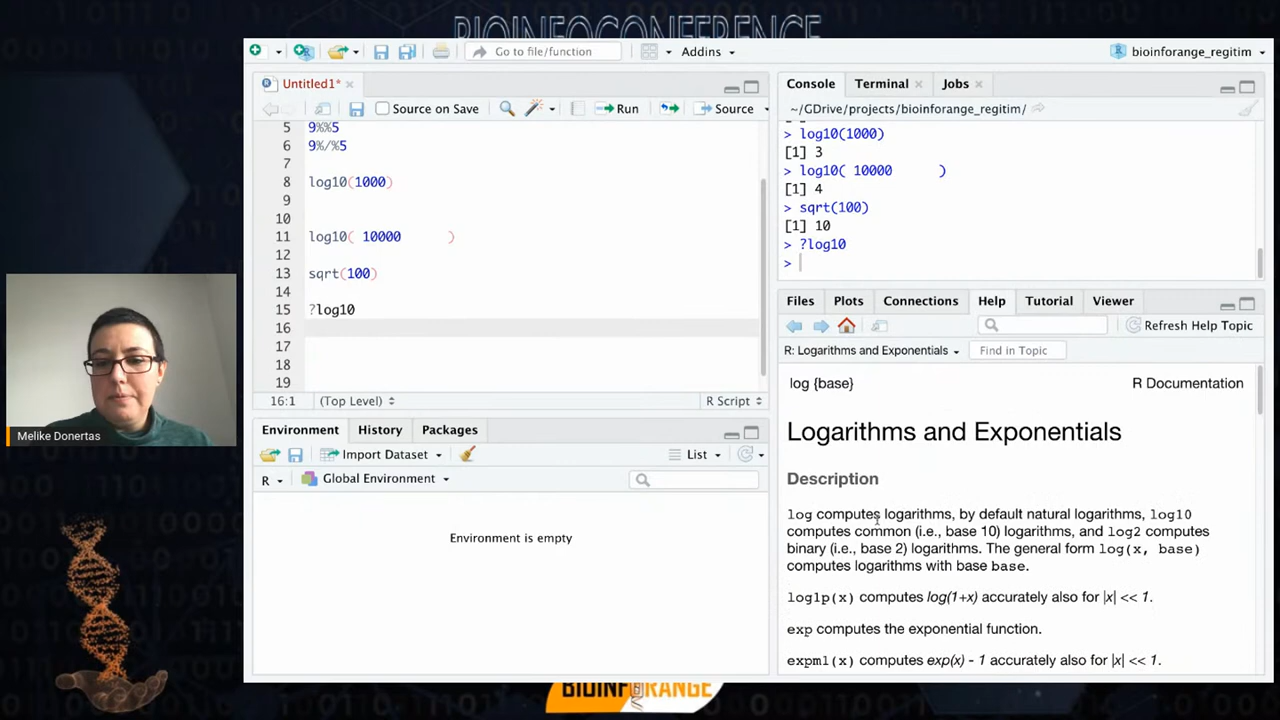 BIOINFOCONFERENCE
Go to file/function
Addins
bioinforange_regitim
Untitled1*
Source on Save
Run
Source
5 9%%5
6 9%/%5
7
8 log10(1000)
9
10
11 log10( 10000 )
12
13 sqrt(100)
14
15 ?log10
16
17
18
19
16:1 (Top Level) R Script
Environment History Packages
Import Dataset List
R Global Environment
Environment is empty
Console Terminal Jobs
~/GDrive/projects/bioinforange_regitim/
> log10(1000)
[1] 3
> log10( 10000 )
[1] 4
> sqrt(100)
[1] 10
> ?log10
>
Files Plots Connections Help Tutorial Viewer
Refresh Help Topic
R: Logarithms and Exponentials Find in Topic
log {base} R Documentation
Logarithms and Exponentials
Description
log computes logarithms, by default natural logarithms, log10
computes common (i.e., base 10) logarithms, and log2 computes
binary (i.e., base 2) logarithms. The general form log(x, base)
computes logarithms with base base.
log1p(x) computes log(1+x) accurately also for |x| << 1.
exp computes the exponential function.
expm1(x) computes exp(x) - 1 accurately also for |x| << 1.
Melike Donertas
BIOINFORANGE